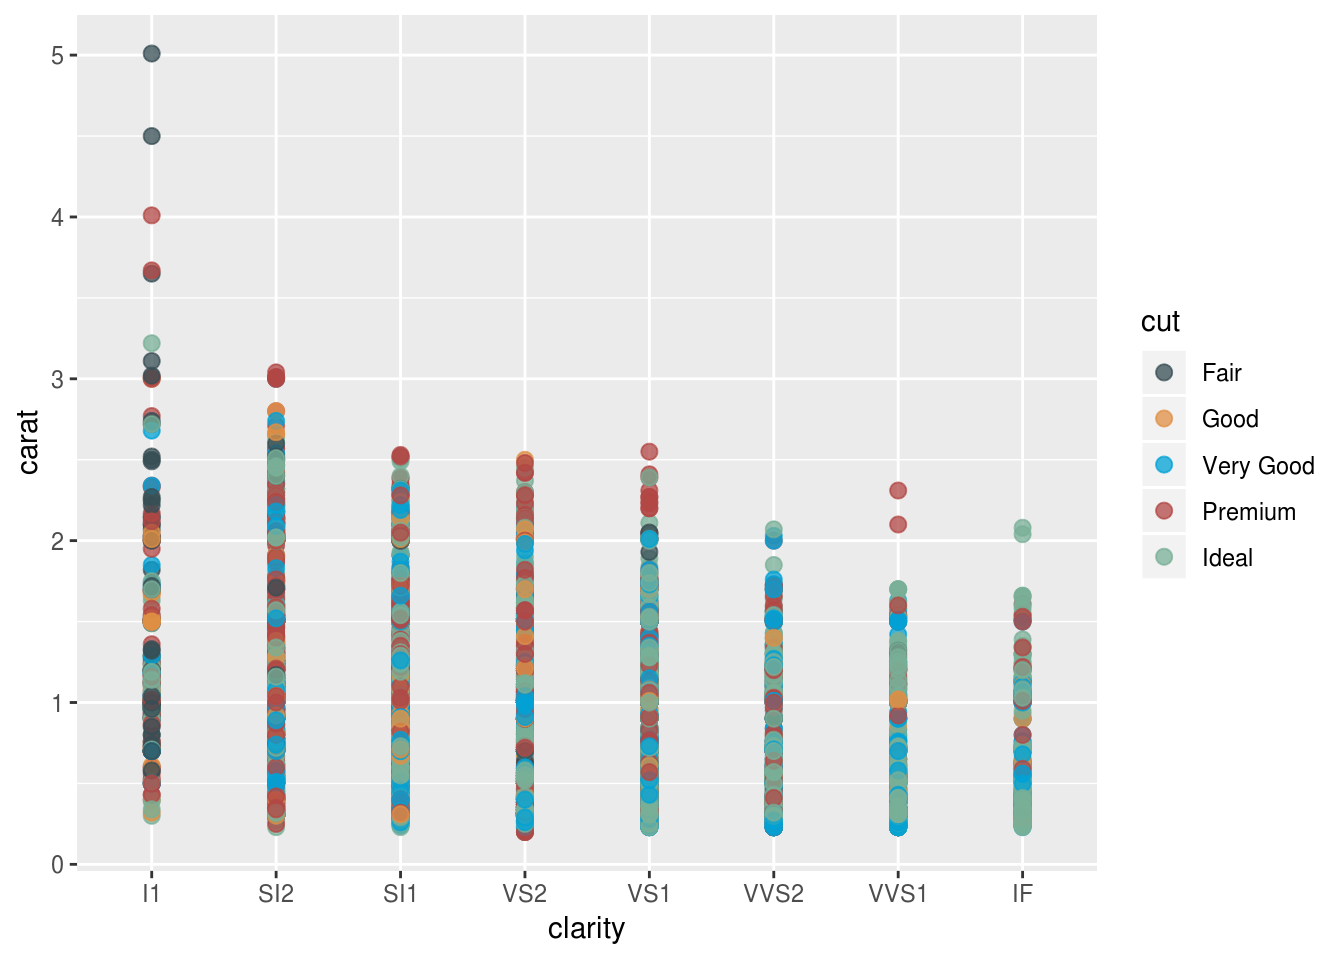 5
4
3
2
1
0
carat
I1 SI2 SI1 VS2 VS1 VVS2 VVS1 IF
clarity
cut
Fair
Good
Very Good
Premium
Ideal